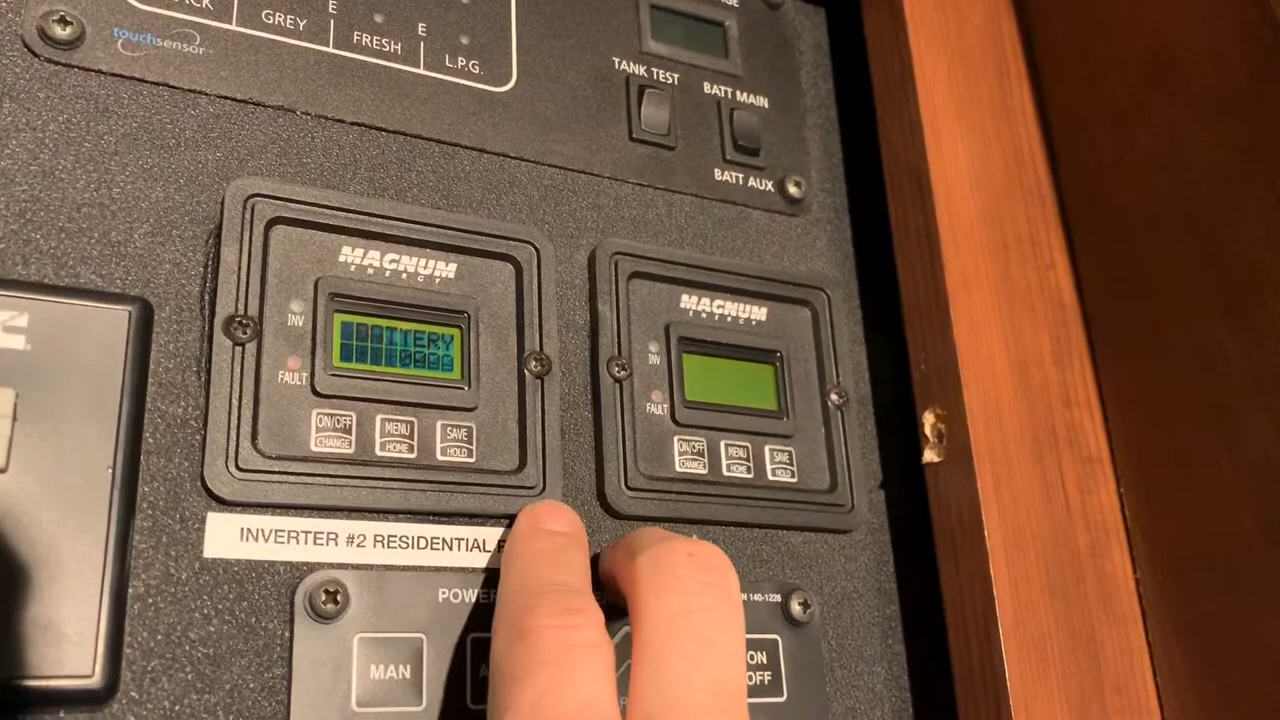 GREY
E
FRESH
E
L.P.G.
touchsensor
TANK TEST
BATT MAIN
BATT AUX
MAGNUM
ENERGY
INV
FAULT
BATTERY
ON/OFF
CHANGE
MENU
HOME
SAVE
HOLD
MAGNUM
ENERGY
INV
FAULT
ON/OFF
CHANGE
MENU
HOME
SAVE
HOLD
INVERTER #2 RESIDENTIAL
140-1226
MAN
ON
OFF